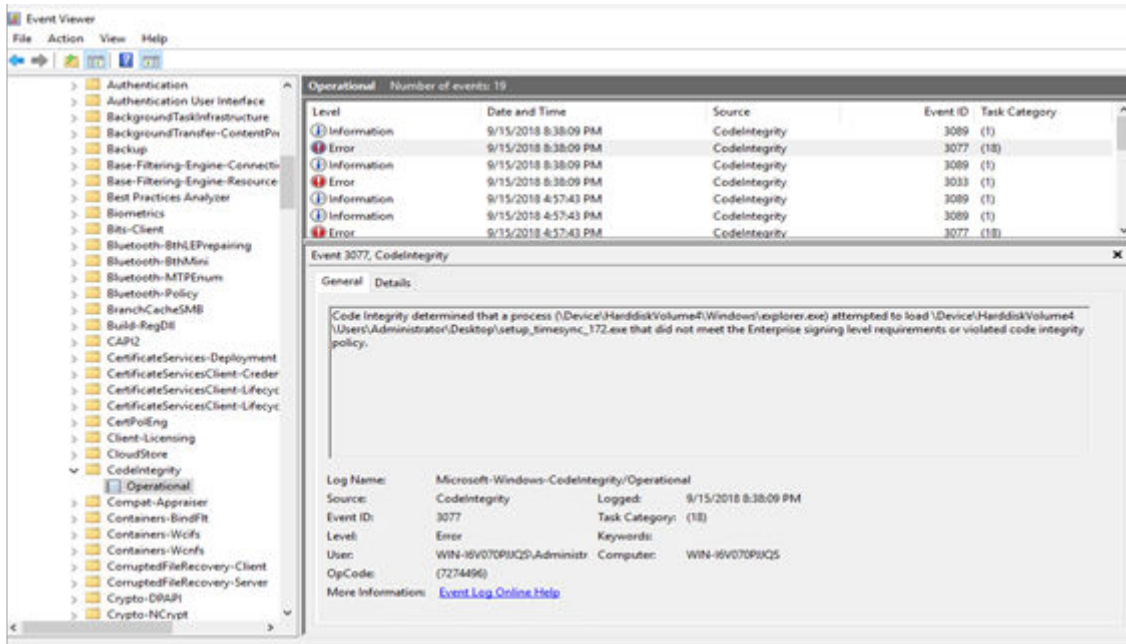 Event Viewer
File Action View Help
Authentication
Authentication User Interface
BackgroundTaskInfrastructure
BackgroundTransfer-ContentPre
Backup
Base-Filtering-Engine-Connecti
Base-Filtering-Engine-Resource
Best Practices Analyzer
Biometrics
Bits-Client
Bluetooth-BthLEPrepairing
Bluetooth-BthMini
Bluetooth-MTPEnum
Bluetooth-Policy
BranchCacheSMB
Build-RegDll
CAPI2
CertificateServices-Deployment
CertificateServicesClient-Creder
CertificateServicesClient-Lifecyc
CertificateServicesClient-Lifecyc
CertPolEng
Client-Licensing
CloudStore
CodeIntegrity
Operational
Compat-Appraiser
Containers-BindFlt
Containers-Wcifs
Containers-Wcnfs
CorruptedFileRecovery-Client
CorruptedFileRecovery-Server
Crypto-DPAPI
Crypto-NCrypt
Operational Number of events: 19
Level Date and Time Source Event ID Task Category
Information 9/15/2018 8:38:09 PM CodeIntegrity 3089 (1)
Error 9/15/2018 8:38:09 PM CodeIntegrity 3077 (18)
Information 9/15/2018 8:38:09 PM CodeIntegrity 3089 (1)
Error 9/15/2018 8:38:09 PM CodeIntegrity 3033 (1)
Information 9/15/2018 4:57:43 PM CodeIntegrity 3089 (1)
Information 9/15/2018 4:57:43 PM CodeIntegrity 3089 (1)
Error 9/15/2018 4:57:43 PM CodeIntegrity 3077 (18)
Event 3077, CodeIntegrity
General Details
Code Integrity determined that a process (\Device\HarddiskVolume4\Windows\explorer.exe) attempted to load \Device\HarddiskVolume4
\Users\Administrator\Desktop\setup_timesync_172.exe that did not meet the Enterprise signing level requirements or violated code integrity
policy.
Log Name: Microsoft-Windows-CodeIntegrity/Operational
Source: CodeIntegrity Logged: 9/15/2018 8:38:09 PM
Event ID: 3077 Task Category: (18)
Level: Error Keywords:
User: Computer:
OpCode: (7274496)
More Information: Event Log Online Help